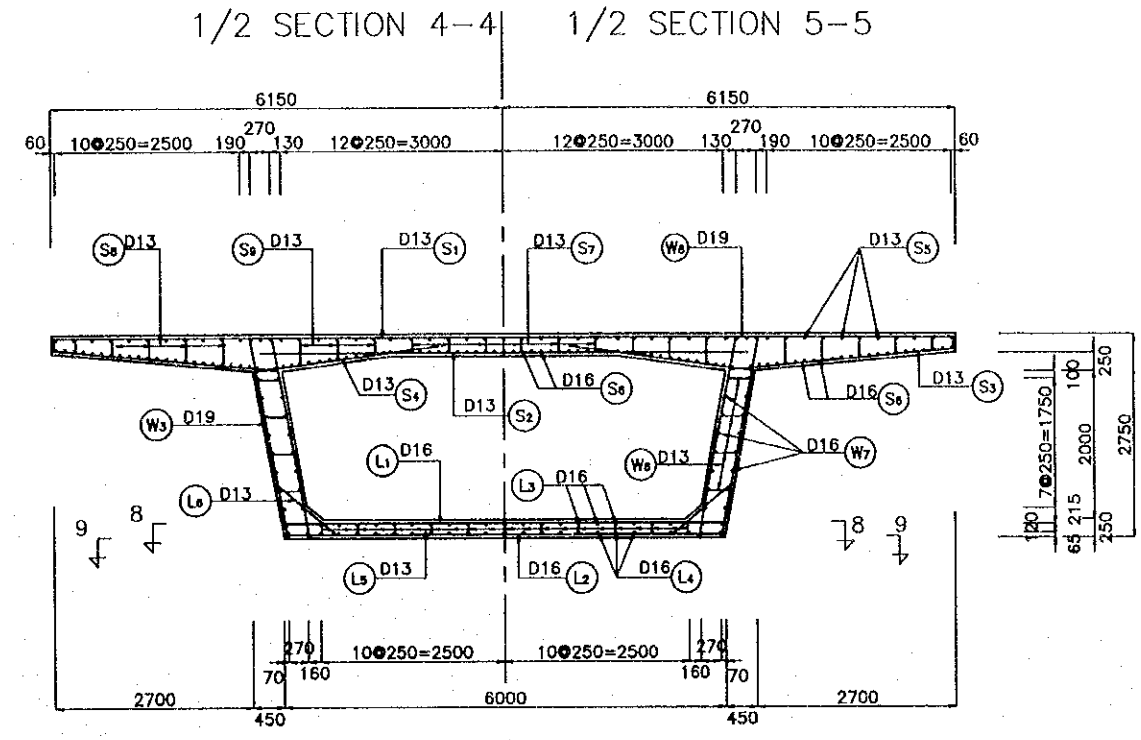 1/2 SECTION 4-4 1/2 SECTION 5-5
6150 6150
60 10@250=2500 190 270 130 12@250=3000 12@250=3000 130 270 190 10@250=2500 60
S8 D13 S9 D13 D13 S1 D13 S7 W8 D19 D13 S5
D13 S4 D13 S2 D16 S6 D16 S6 D13 S3
W3 D19 L1 D16 W6 D13 D16 W7
L6 D13 L3 D16
9 8 8 9
L5 D13 D16 L2 D16 L4
120 7@250=1750
65 215 2000 100
250 250
2750
70 270 160 10@250=2500 10@250=2500 160 270 70
2700 450 6000 450 2700